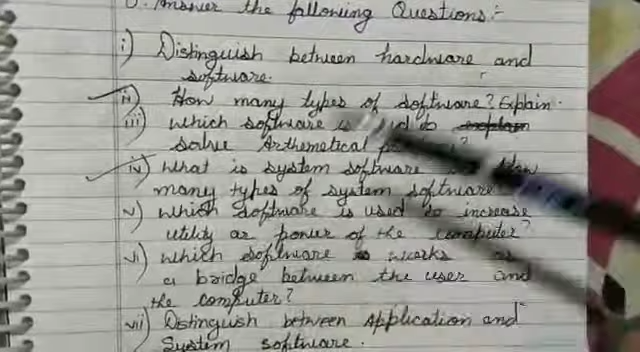 Answer the following Questions:-
i) Distinguish between hardware and
software.
ii) How many types of software? Explain.
iii) which software is to
solve Arthemetical ?
iv) What is system software
many types of system software
v) which software is used to increase
utility or power of the computer?
vi) which software works as
a bridge between the user and
the computer?
vii) Distinguish between Application and
System software.